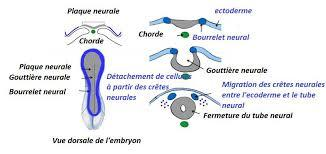 Plaque neurale
Chorde
ectoderme
Bourrelet neural
Chorde
Gouttière neurale
Plaque neurale
Gouttière neurale
Bourrelet neural
Détachement de cellules
à partir des crêtes
neurales
Migration des crêtes neurales
entre l'ecoderme et le tube
neural
Fermeture du tube neural
Vue dorsale de l'embryon